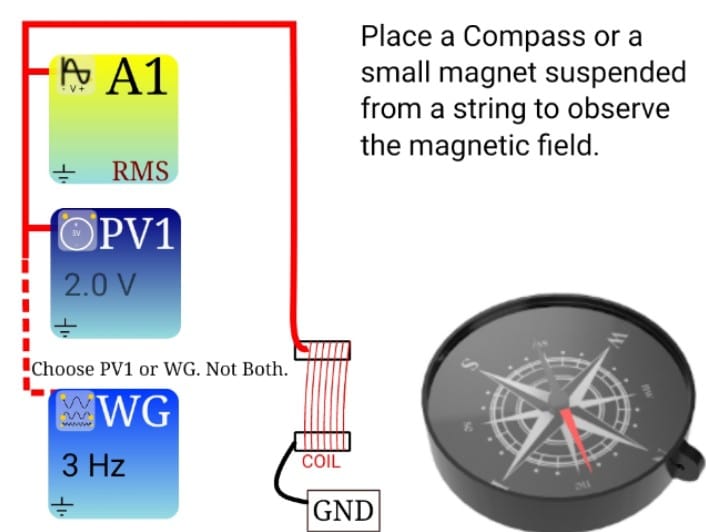 Place a Compass or a
small magnet suspended
from a string to observe
the magnetic field.
A1
- V +
RMS
5V
PV1
2.0 V
Choose PV1 or WG. Not Both.
WG
3 Hz
COIL
GND
W
S